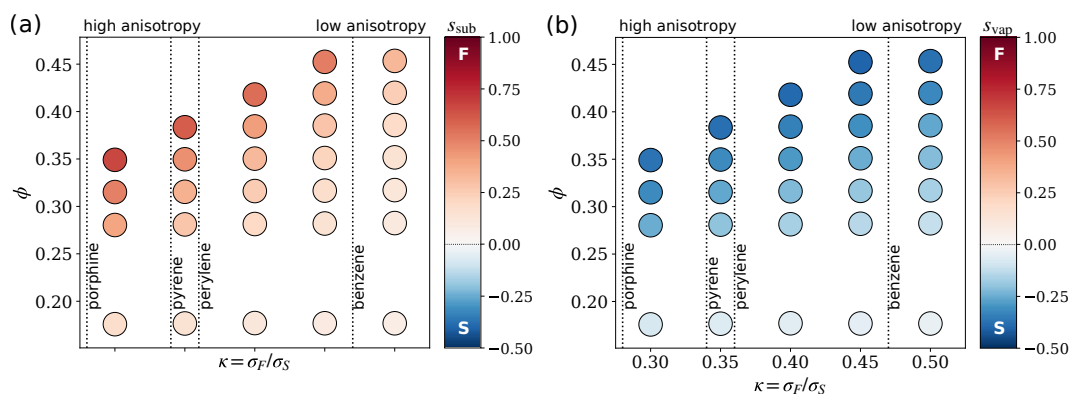 (a)
high anisotropy
low anisotropy
s_sub
ϕ
0.45
0.40
0.35
0.30
0.25
0.20
porphine
pyrene
perylene
benzene
κ = σ_F/σ_S
1.00
0.75
0.50
0.25
0.00
−0.25
−0.50
F
S
(b)
high anisotropy
low anisotropy
s_vap
ϕ
0.45
0.40
0.35
0.30
0.25
0.20
porphine
pyrene
perylene
benzene
0.30
0.35
0.40
0.45
0.50
κ = σ_F/σ_S
1.00
0.75
0.50
0.25
0.00
−0.25
−0.50
F
S